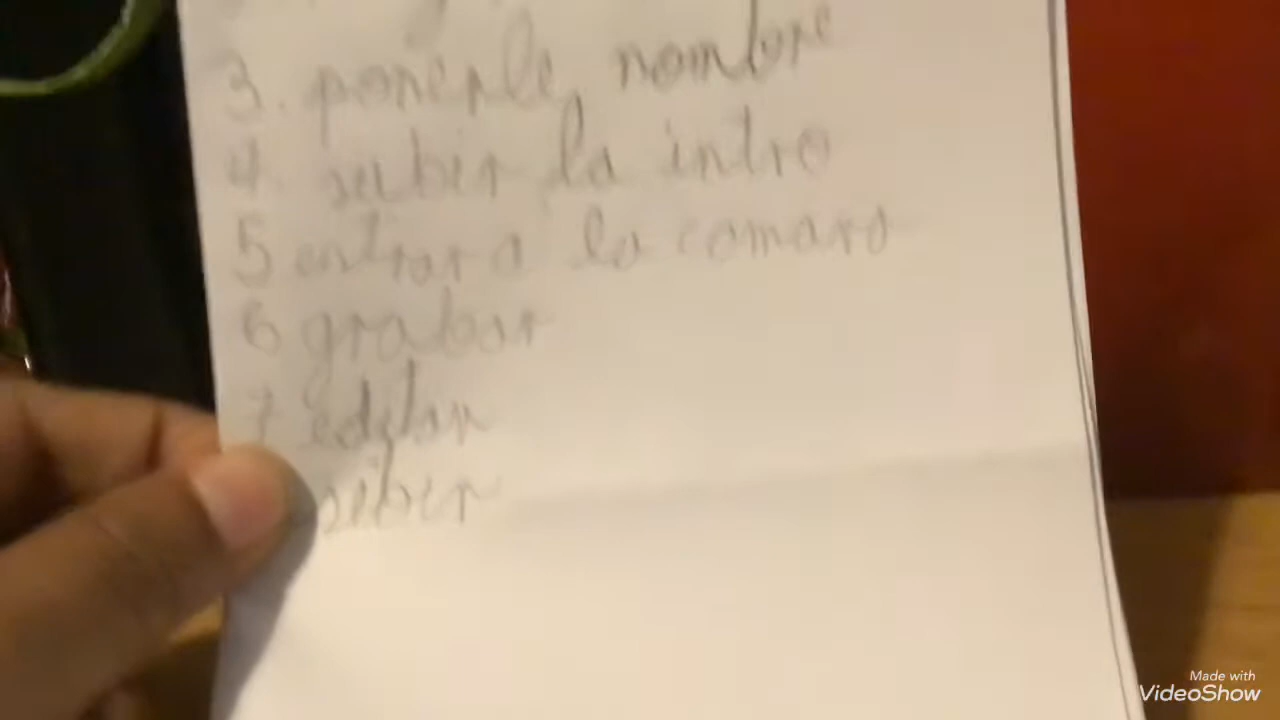 3. ponerle nombre
4 subir la intro
5 entrar a la camara
6 grabar
7 editar
subir
Made with
VideoShow